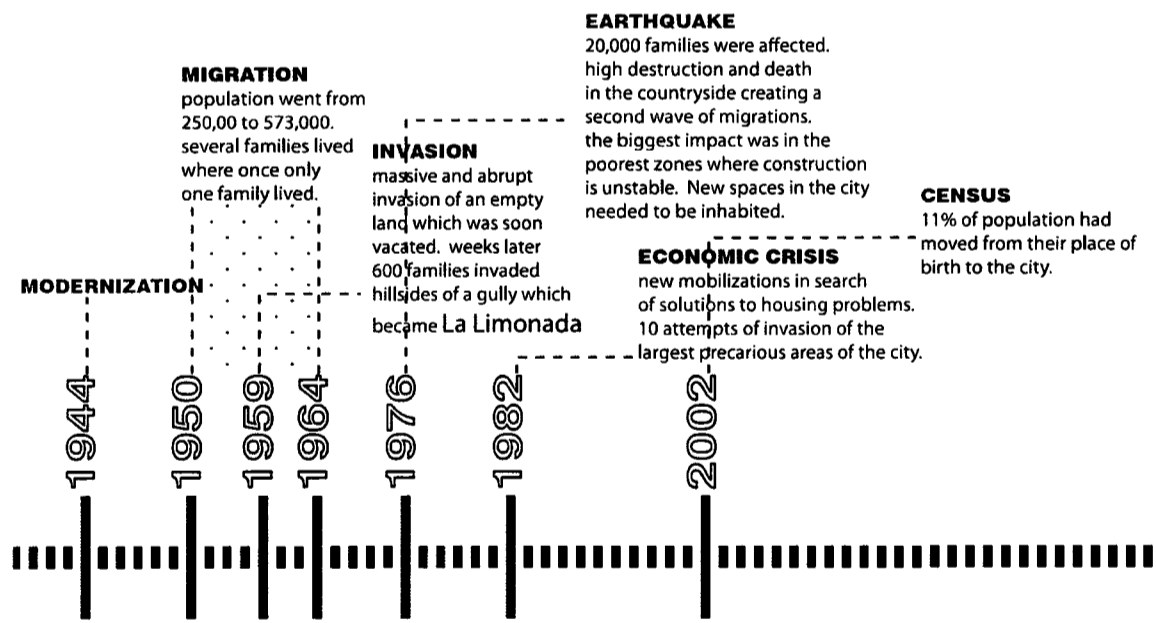 MODERNIZATION
MIGRATION
population went from
250,00 to 573,000.
several families lived
where once only
one family lived.
INVASION
massive and abrupt
invasion of an empty
land which was soon
vacated. weeks later
600 families invaded
hillsides of a gully which
became La Limonada
EARTHQUAKE
20,000 families were affected.
high destruction and death
in the countryside creating a
second wave of migrations.
the biggest impact was in the
poorest zones where construction
is unstable. New spaces in the city
needed to be inhabited.
ECONOMIC CRISIS
new mobilizations in search
of solutions to housing problems.
10 attempts of invasion of the
largest precarious areas of the city.
CENSUS
11% of population had
moved from their place of
birth to the city.
1944
1950
1959
1964
1976
1982
2002